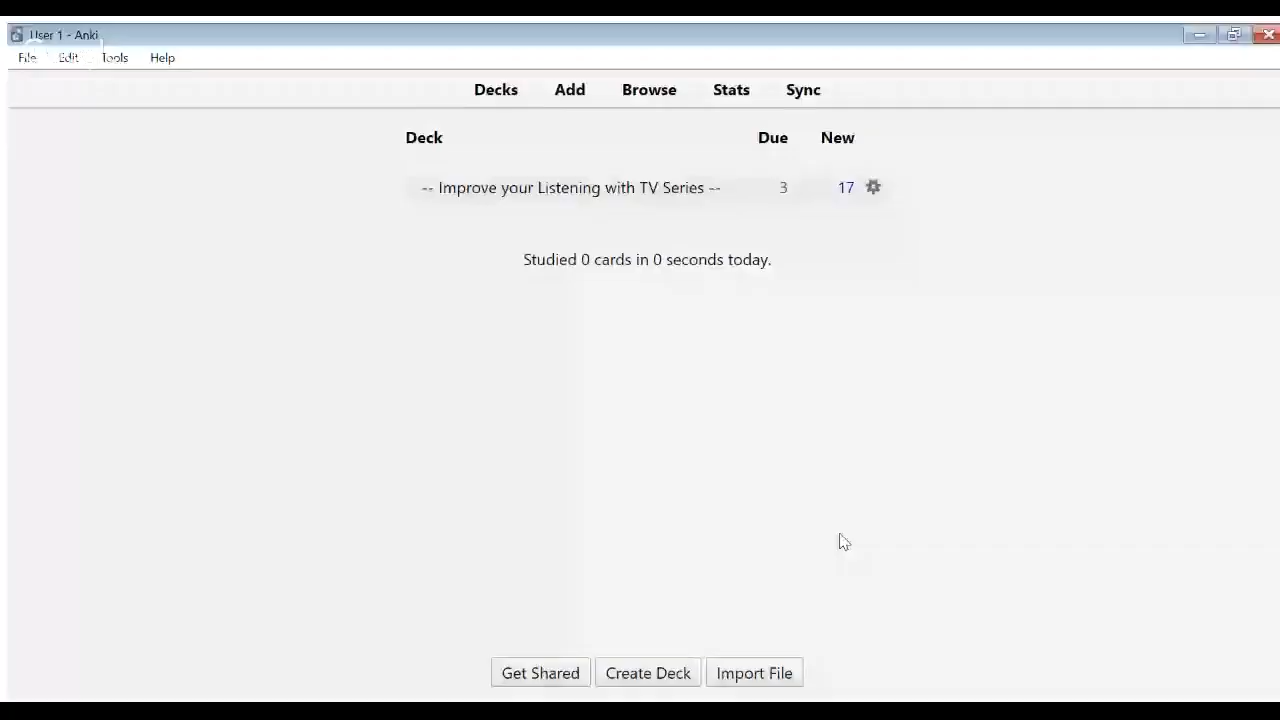 User 1 - Anki
File Edit Tools Help
Decks Add Browse Stats Sync
Deck Due New
-- Improve your Listening with TV Series -- 3 17
Studied 0 cards in 0 seconds today.
Get Shared Create Deck Import File